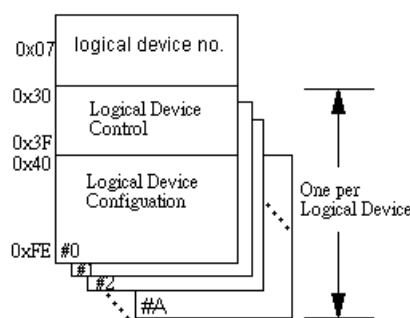 0x07
logical device no.
0x30
Logical Device
Control
0x3F
0x40
Logical Device
Configuation
One per
Logical Device
0xFE
#0
#1
#2
#A